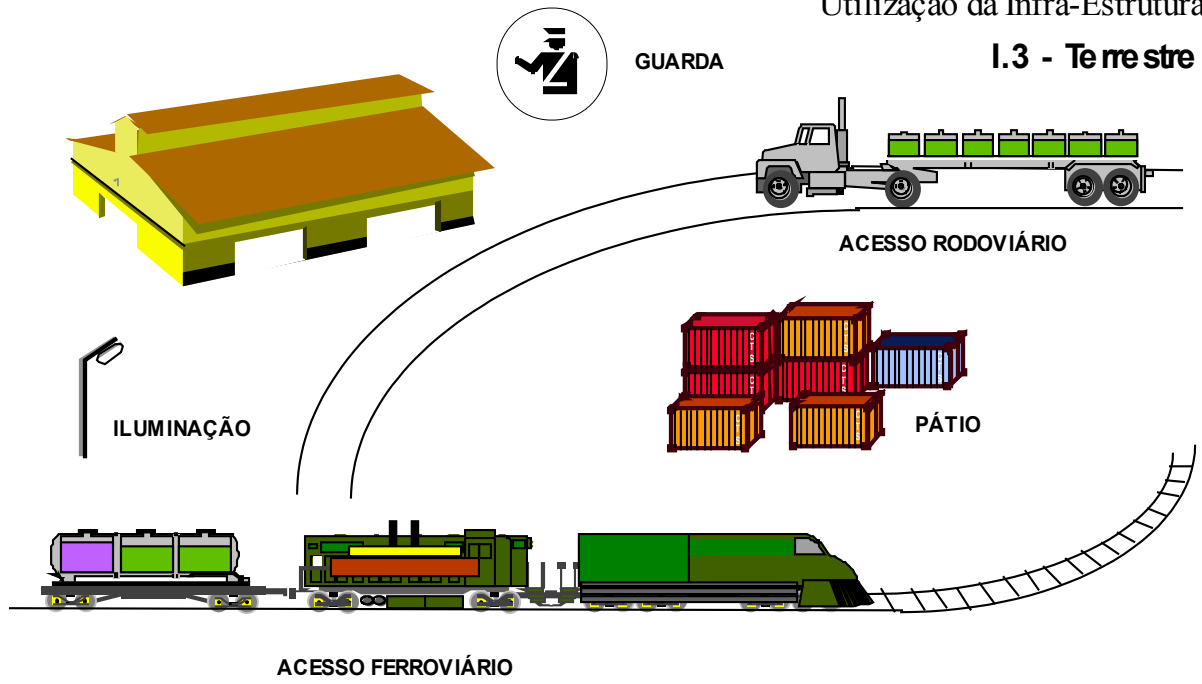 Utilização da Infra-Estrutura
I.3 - Terrestre
GUARDA
ACESSO RODOVIÁRIO
ILUMINAÇÃO
PÁTIO
ACESSO FERROVIÁRIO